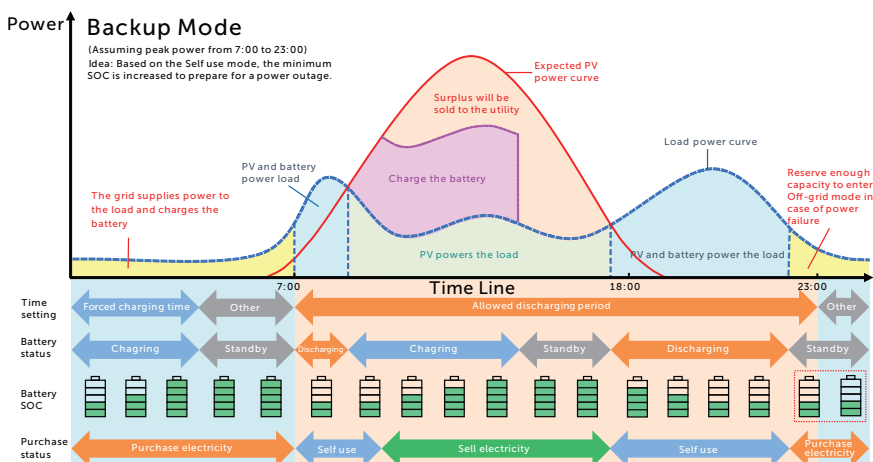 Power
Backup Mode
(Assuming peak power from 7:00 to 23:00)
Idea: Based on the Self use mode, the minimum
SOC is increased to prepare for a power outage.
Expected PV
power curve
Surplus will be
sold to the utility
PV and battery
power load
Charge the battery
Load power curve
The grid supplies power to
the load and charges the
battery
Reserve enough
capacity to enter
Off-grid mode in
case of power
failure
PV powers the load
PV and battery power the load
7:00
Time Line
18:00
23:00
Time
setting
Forced charging time
Other
Allowed discharging period
Other
Battery
status
Chagring
Standby
Discharging
Chagring
Standby
Discharging
Standby
Battery
SOC
Purchase
status
Purchase electricity
Self use
Sell electricity
Self use
Purchase
electricity